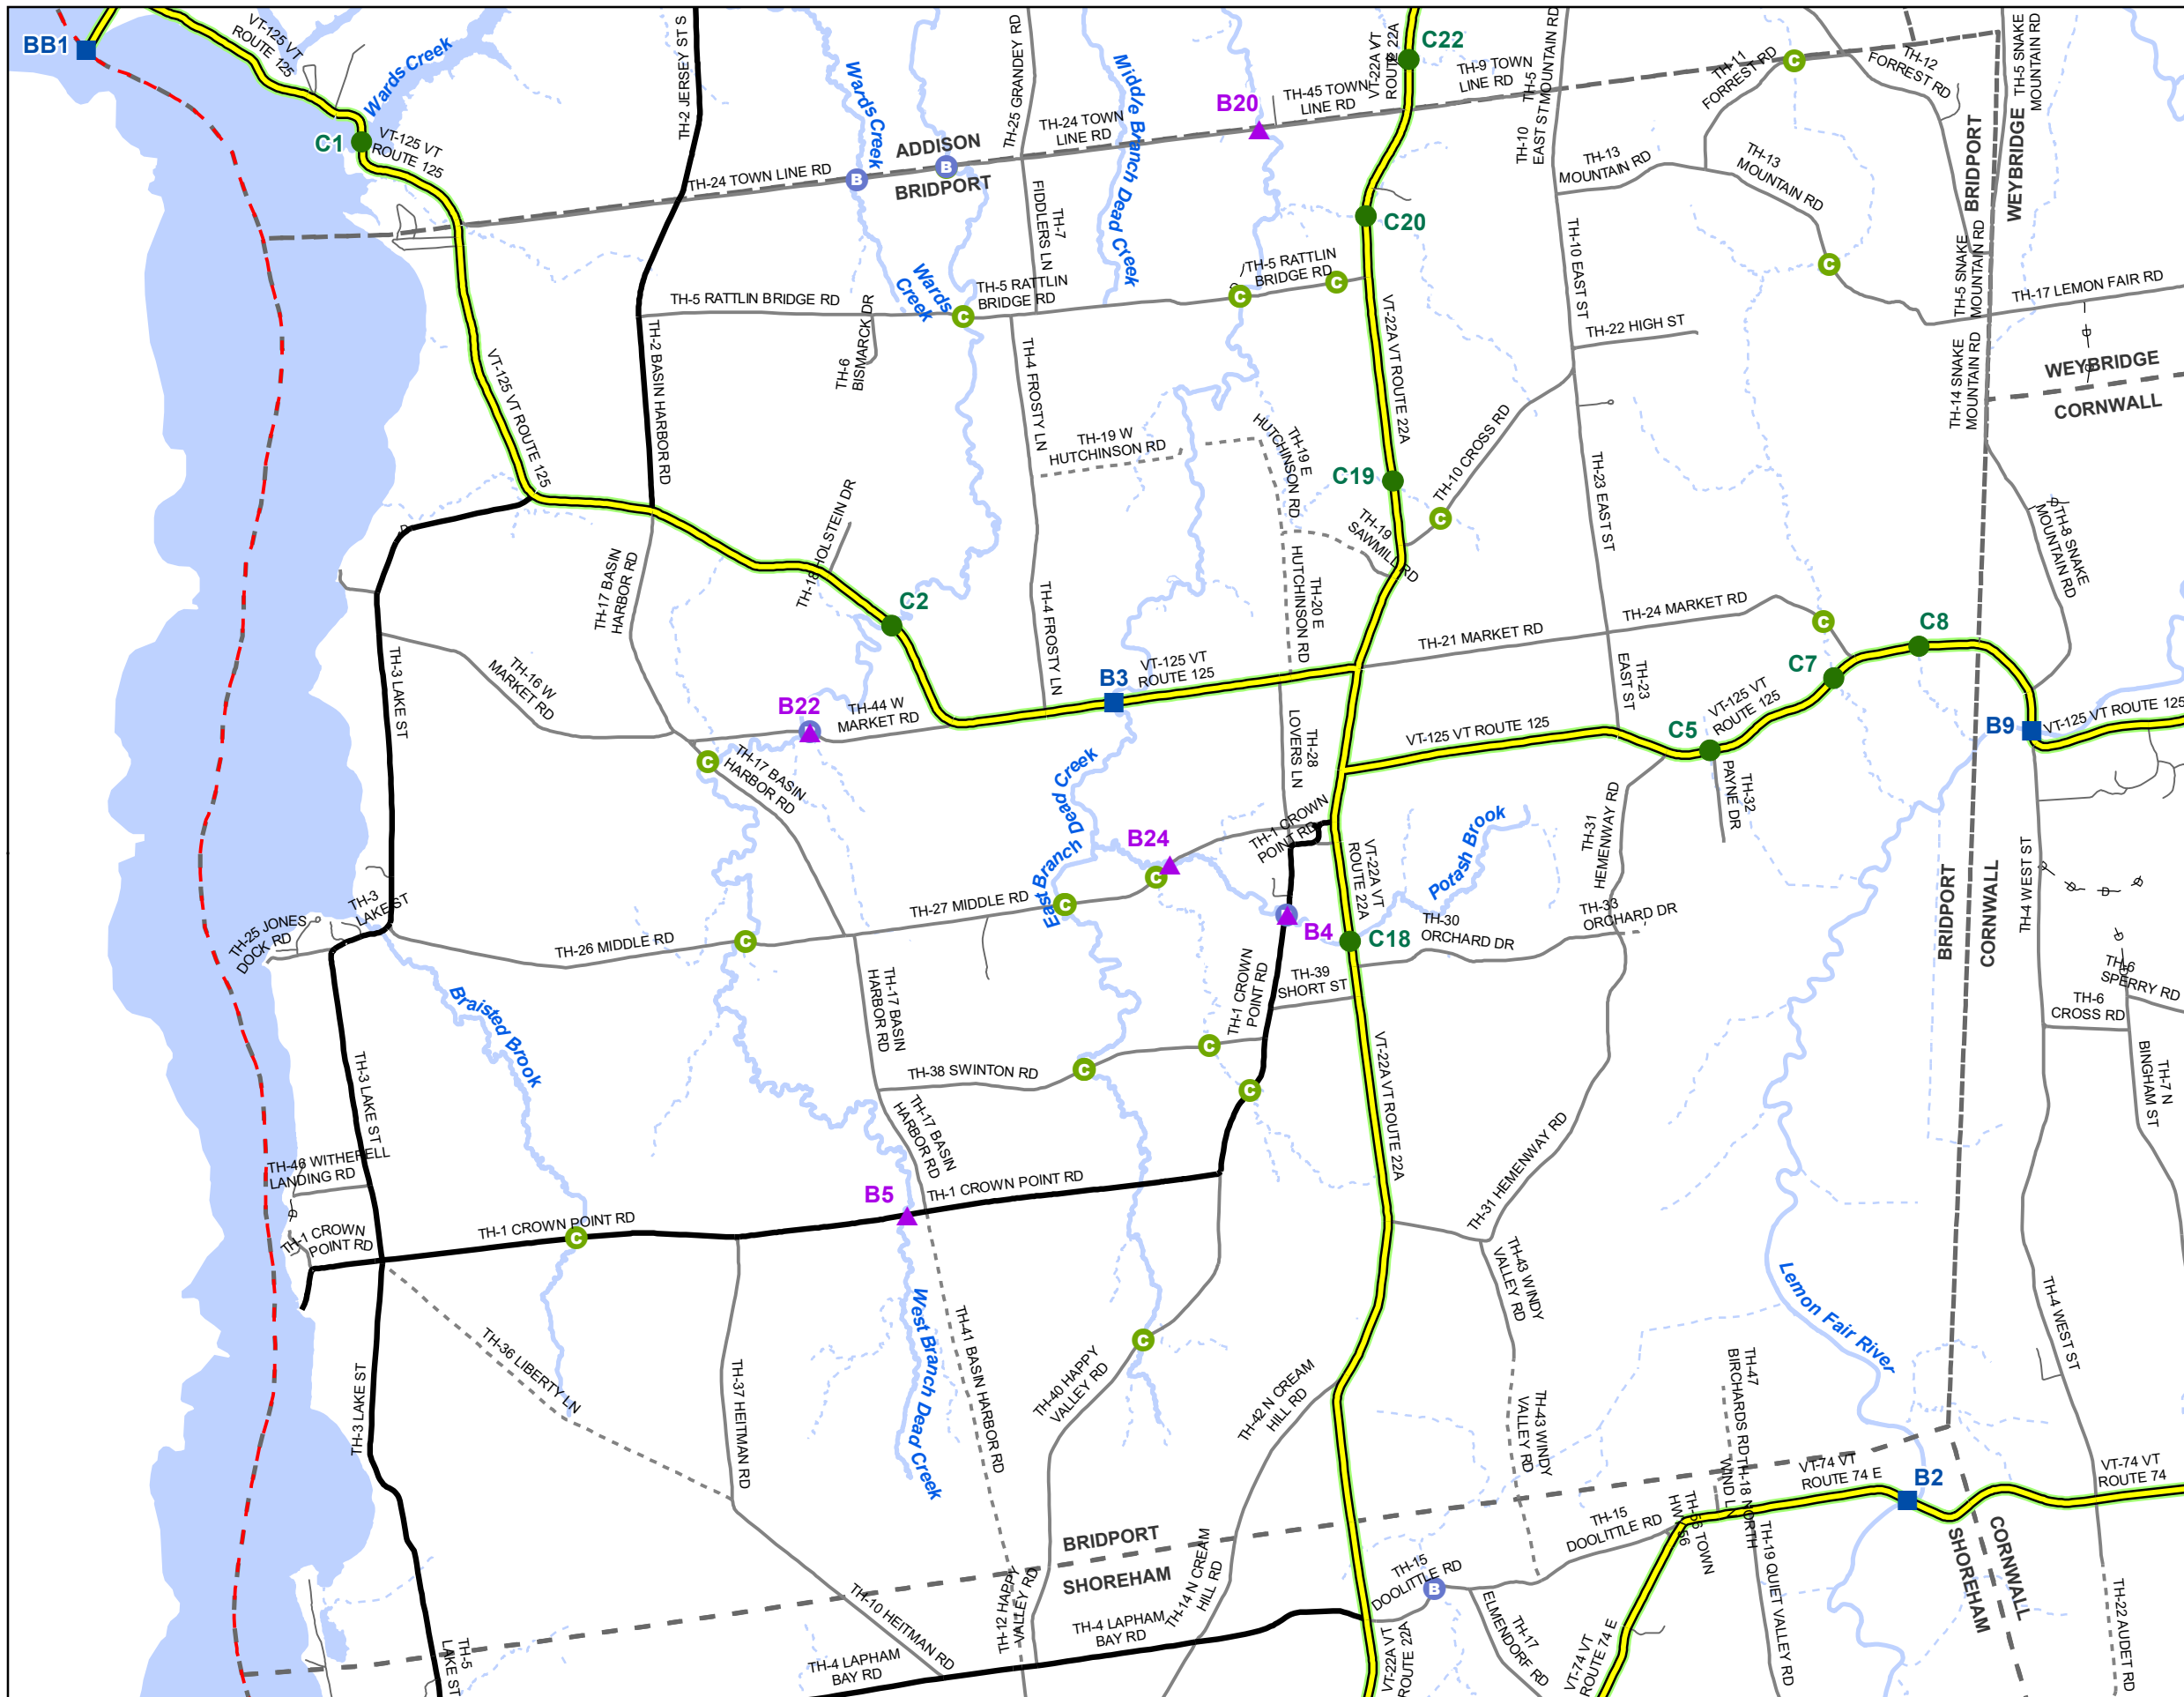 BB1
VT-125 VT
ROUTE 125
Wards Creek
C1
VT-125 VT
ROUTE 125
TH-2 JERSEY ST S
Wards Creek
ADDISON
BRIDPORT
B
B
TH-24 TOWN LINE RD
TH-25 GRANDEY RD
TH-24 TOWN
LINE RD
Middle Branch Dead Creek
B20
TH-45 TOWN
LINE RD
VT-22A VT
ROUTE 22A
C22
TH-9 TOWN
LINE RD
TH-5
MOUNTAIN RD
TH-10
EAST ST
TH-11
FORREST RD
C
TH-12
FORREST RD
TH-5 SNAKE
MOUNTAIN RD
BRIDPORT
WEYBRIDGE
TH-13
MOUNTAIN RD
TH-13
MOUNTAIN RD
C20
TH-7
FIDDLERS LN
TH-10 EAST ST
C
TH-5 SNAKE
MOUNTAIN RD
TH-17 LEMON FAIR RD
Wards
Creek
TH-5 RATTLIN BRIDGE RD
C
TH-5 RATTLIN
BRIDGE RD
C
TH-5 RATTLIN
BRIDGE RD
C
TH-22 HIGH ST
TH-6
BISMARCK DR
TH-2 BASIN HARBOR RD
TH-4 FROSTY LN
VT-22A VT ROUTE 22A
TH-14 SNAKE
MOUNTAIN RD
WEYBRIDGE
CORNWALL
VT-125 VT ROUTE 125
TH-19 W
HUTCHINSON RD
TH-19 E
HUTCHINSON RD
C19
TH-10 CROSS RD
C
TH-23 EAST ST
TH-19
SAWMILL RD
TH-8 SNAKE
MOUNTAIN RD
TH-18 HOLSTEIN DR
TH-17 BASIN
HARBOR RD
C2
TH-4 FROSTY LN
TH-20 E
HUTCHINSON RD
TH-21 MARKET RD
TH-24 MARKET RD
C
C8
C7
TH-3 LAKE ST
TH-16 W
MARKET RD
B22
TH-44 W
MARKET RD
B3
VT-125 VT
ROUTE 125
TH-23
EAST ST
VT-125 VT
ROUTE 125
C5
B9
VT-125 VT ROUTE 125
VT-125 VT ROUTE 125
C
TH-17 BASIN
HARBOR RD
East Branch Dead Creek
TH-28
LOVERS LN
TH-32
PAYNE DR
B24
C
TH-1 CROWN
POINT RD
VT-22A VT
ROUTE 22A
Potash Brook
TH-31
HEMENWAY RD
BRIDPORT
CORNWALL
TH-4 WEST ST
TH-3
LAKE ST
TH-25 JONES
DOCK RD
TH-26 MIDDLE RD
C
TH-27 MIDDLE RD
C
B4
C18
TH-30
ORCHARD DR
TH-33
ORCHARD DR
TH-6
SPERRY RD
TH-6
CROSS RD
Braisted Brook
TH-17 BASIN
HARBOR RD
TH-1 CROWN
POINT RD
TH-39
SHORT ST
TH-38 SWINTON RD
C
C
C
TH-3 LAKE ST
VT-22A VT ROUTE 22A
TH-7 N
BINGHAM ST
TH-17 BASIN
HARBOR RD
TH-46 WITHERELL
LANDING RD
TH-31 HEMENWAY RD
B5
TH-1 CROWN POINT RD
TH-1 CROWN
POINT RD
TH-1 CROWN POINT RD
C
TH-43 WINDY
VALLEY RD
Lemon Fair River
TH-4 WEST ST
TH-36 LIBERTY LN
TH-3 LAKE ST
TH-37 HEITMAN RD
West Branch Dead Creek
TH-41 BASIN HARBOR RD
C
TH-40 HAPPY
VALLEY RD
TH-42 N CREAM
HILL RD
TH-43 WINDY
VALLEY RD
TH-47
BIRCHARDS RD
TH-18 NORTH
WIND LN
VT-74 VT
ROUTE 74 E
B2
VT-74 VT
ROUTE 74
BRIDPORT
SHOREHAM
TH-15
DOOLITTLE RD
TH-56 TOWN
HWY 56
SHOREHAM
CORNWALL
TH-15
DOOLITTLE RD
B
TH-19 QUIET VALLEY RD
TH-14 N CREAM
HILL RD
TH-12 HAPPY
VALLEY RD
TH-10 HEITMAN RD
TH-4 LAPHAM
BAY RD
TH-4 LAPHAM
BAY RD
TH-5
LAKE ST
VT-22A VT
ROUTE 22A
TH-17
ELMENDORF RD
VT-74 VT
ROUTE 74 E
TH-22 AUDET RD